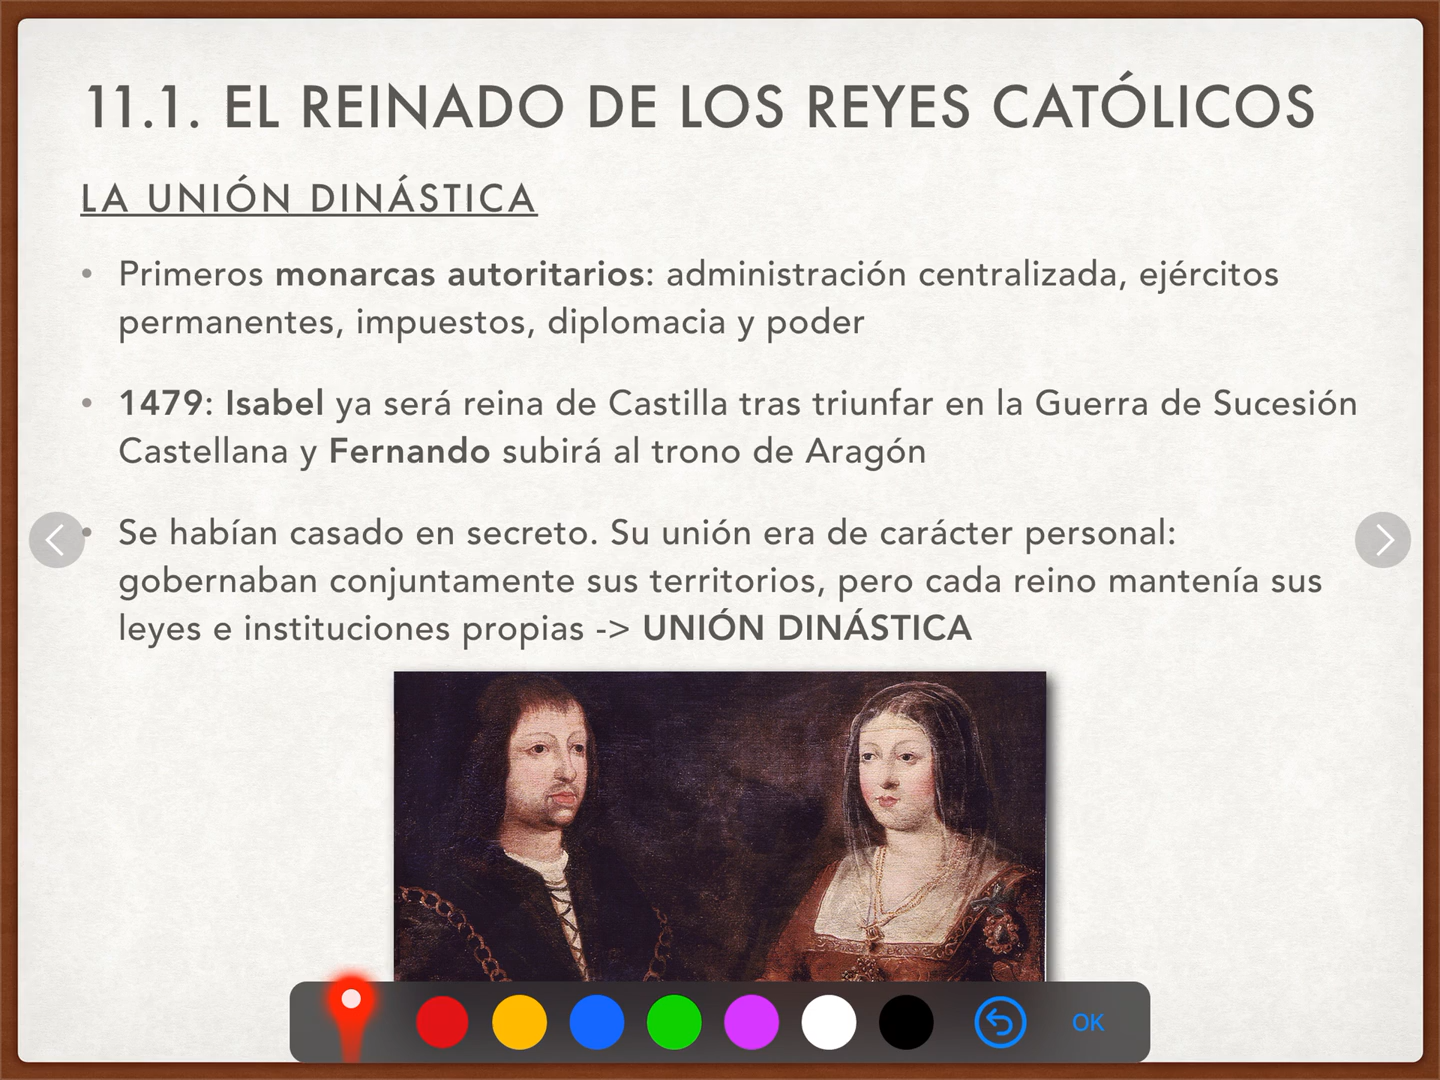 11.1. EL REINADO DE LOS REYES CATÓLICOS
LA UNIÓN DINÁSTICA
• Primeros monarcas autoritarios: administración centralizada, ejércitos
permanentes, impuestos, diplomacia y poder
• 1479: Isabel ya será reina de Castilla tras triunfar en la Guerra de Sucesión
Castellana y Fernando subirá al trono de Aragón
• Se habían casado en secreto. Su unión era de carácter personal:
gobernaban conjuntamente sus territorios, pero cada reino mantenía sus
leyes e instituciones propias -> UNIÓN DINÁSTICA
OK